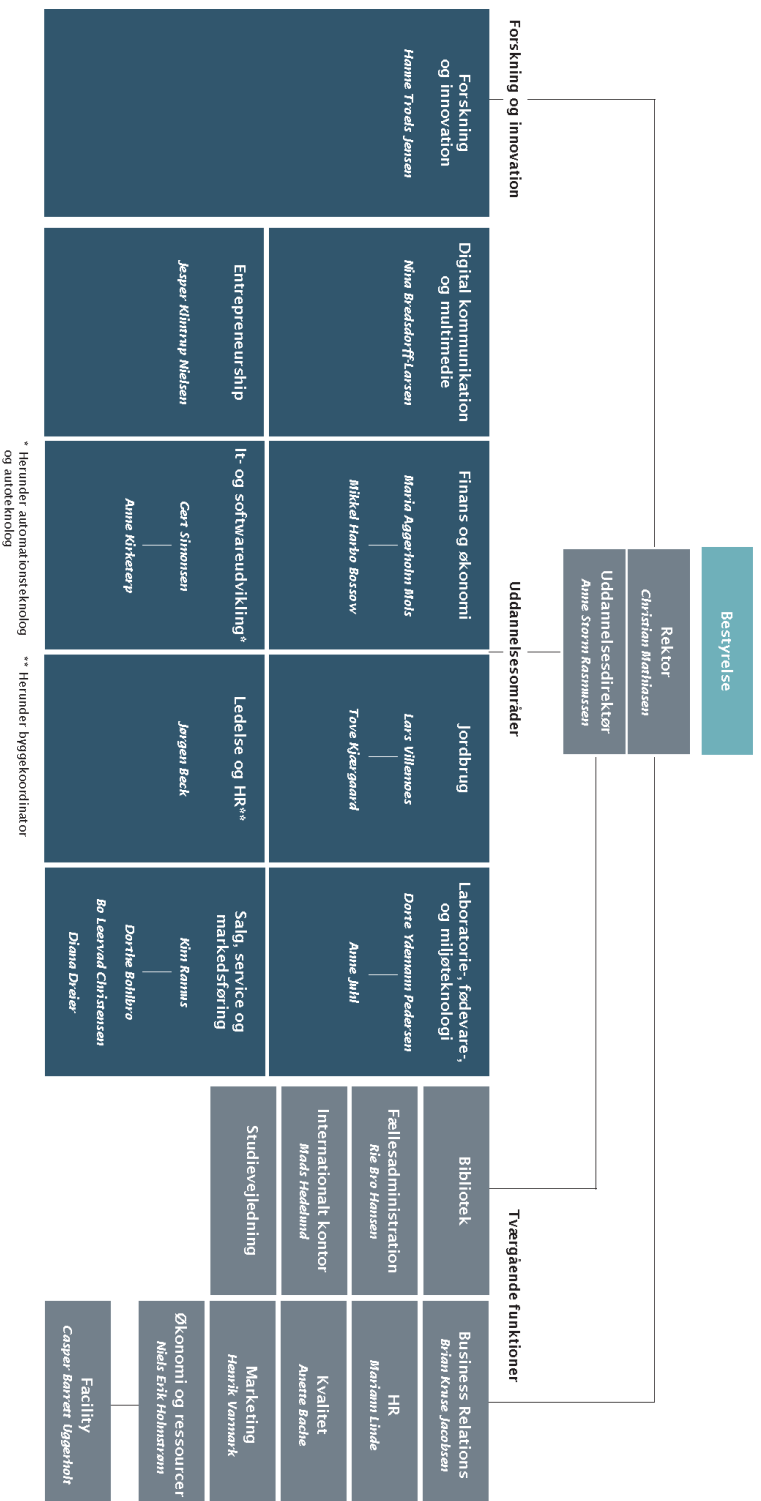 Bestyrelse
Rektor
Christian Mathiasen
Uddannelsesdirektør
Anne Storm Rasmussen
Forskning og innovation
Uddannelsesområder
Tværgående funktioner
Forskning
og innovation
Hanne Troels Jensen
Digital kommunikation
og multimedie
Nina Bredsdorff-Larsen
Finans og økonomi
Maria Aggerholm Mols
Mikkel Harbo Bossow
Jordbrug
Lars Villemoes
Tove Kjærgaard
Laboratorie-, fødevare-,
og miljøteknologi
Dorte Ydemann Pedersen
Anne Juhl
Entrepreneurship
Jesper Klintrup Nielsen
It- og softwareudvikling*
Gert Simonsen
Anne Kirketerp
Ledelse og HR**
Jørgen Beck
Salg, service og
markedsføring
Kim Ramus
Dorthe Bohlbro
Bo Leervad Christensen
Diana Dreier
Bibliotek
Fællesadministration
Rie Bro Hansen
Internationalt kontor
Mads Hedelund
Studievejledning
Business Relations
Brian Kruse Jacobsen
HR
Mariann Linde
Kvalitet
Anette Bache
Marketing
Henrik Varmark
Økonomi og ressourcer
Niels Erik Holmstrøm
Facility
Casper Barrett Uggerholt
* Herunder automationsteknolog
og autoteknolog
** Herunder byggekoordinator